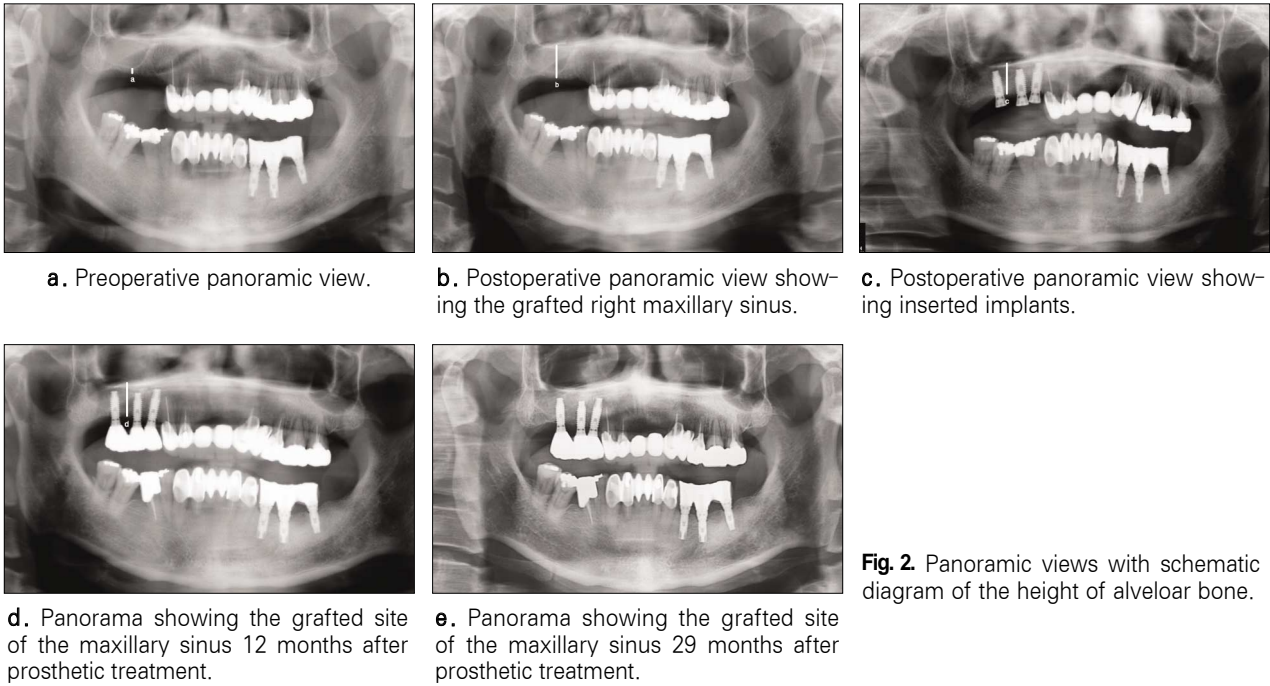 a
b
c
a. Preoperative panoramic view.
b. Postoperative panoramic view show-
ing the grafted right maxillary sinus.
c. Postoperative panoramic view show-
ing inserted implants.
d
d. Panorama showing the grafted site
of the maxillary sinus 12 months after
prosthetic treatment.
e. Panorama showing the grafted site
of the maxillary sinus 29 months after
prosthetic treatment.
Fig. 2. Panoramic views with schematic
diagram of the height of alveloar bone.